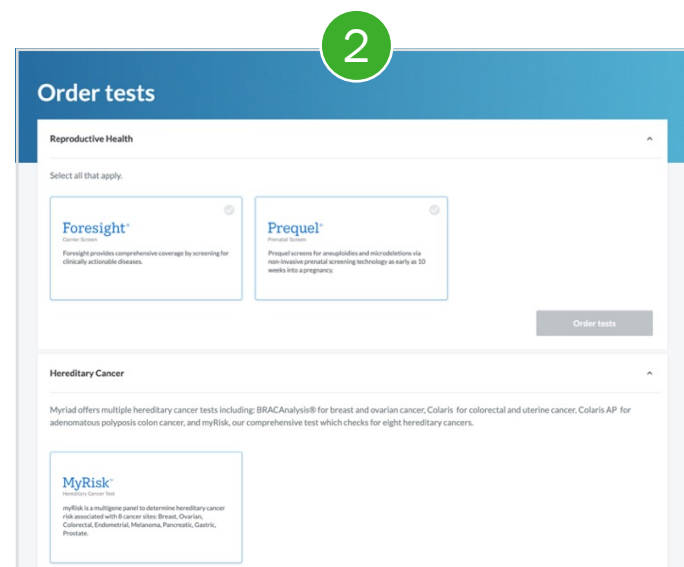 2
Order tests
Reproductive Health
Select all that apply.
Foresight™
Carrier Screen
Foresight provides comprehensive coverage by screening for
clinically actionable diseases.
Prequel™
Prenatal Screen
Prequel screens for aneuploidies and microdeletions via
non-invasive prenatal screening technology as early as 10
weeks into a pregnancy.
Order tests
Hereditary Cancer
Myriad offers multiple hereditary cancer tests including: BRACAnalysis® for breast and ovarian cancer, Colaris for colorectal and uterine cancer, Colaris AP for
adenomatous polyposis colon cancer, and myRisk, our comprehensive test which checks for eight hereditary cancers.
MyRisk™
Hereditary Cancer Test
myRisk is a multigene panel to determine hereditary cancer
risk associated with 8 cancer sites: Breast, Ovarian,
Colorectal, Endometrial, Melanoma, Pancreatic, Gastric,
Prostate.